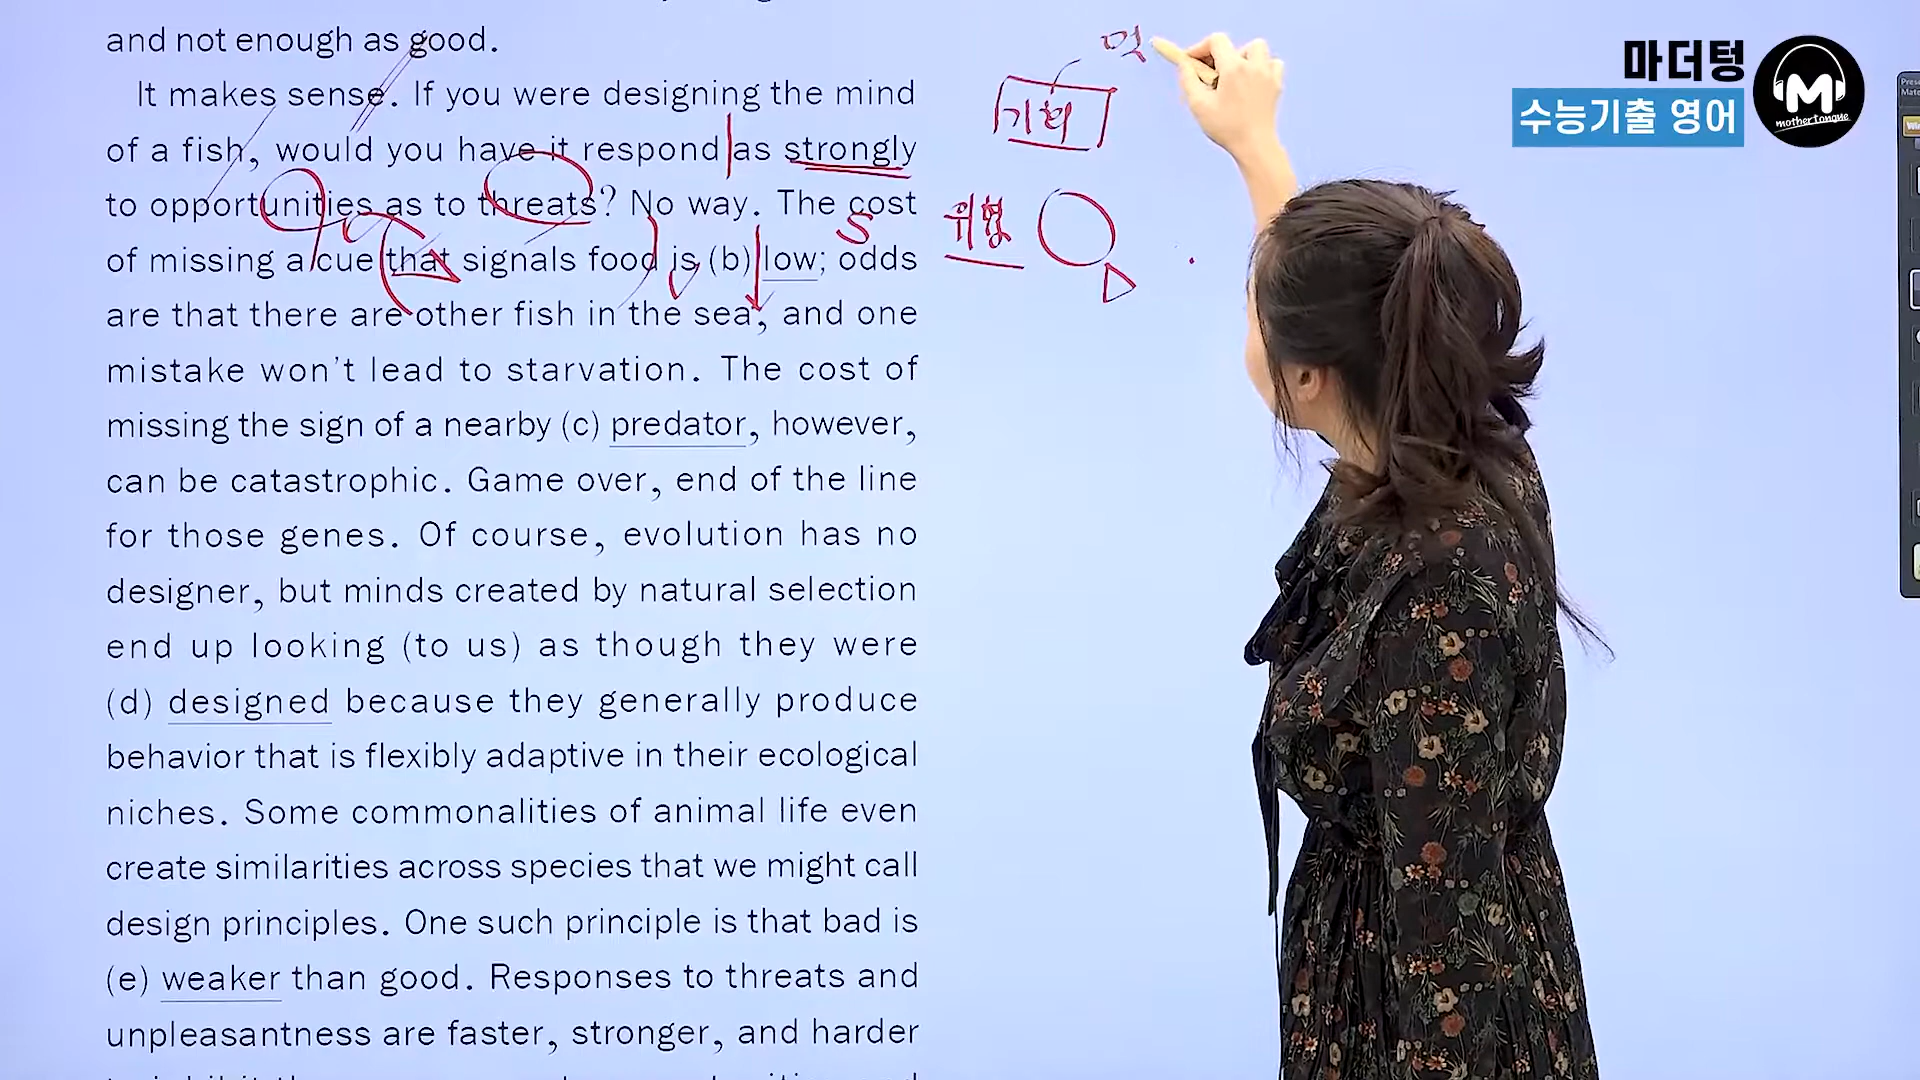 and not enough as good.
It makes sense. If you were designing the mind
of a fish, would you have it respond as strongly
to opportunities as to threats? No way. The cost
of missing a cue that signals food is (b) low; odds
are that there are other fish in the sea, and one
mistake won't lead to starvation. The cost of
missing the sign of a nearby (c) predator, however,
can be catastrophic. Game over, end of the line
for those genes. Of course, evolution has no
designer, but minds created by natural selection
end up looking (to us) as though they were
(d) designed because they generally produce
behavior that is flexibly adaptive in their ecological
niches. Some commonalities of animal life even
create similarities across species that we might call
design principles. One such principle is that bad is
(e) weaker than good. Responses to threats and
unpleasantness are faster, stronger, and harder
S
기회
위험
마더텅
수능기출 영어
M
mothertongue